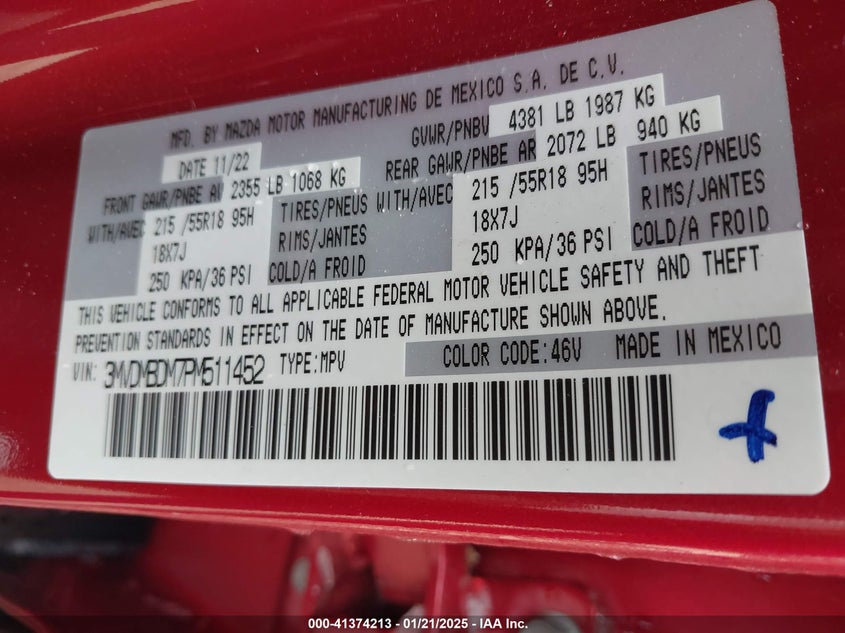 MFD. BY MAZDA MOTOR MANUFACTURING DE MEXICO S.A. DE C.V.
DATE 11/22 GVWR/PNBV 4381 LB 1987 KG
FRONT GAWR/PNBE AV 2355 LB 1068 KG REAR GAWR/PNBE AR 2072 LB 940 KG
WITH/AVEC 215 /55R18 95H TIRES/PNEUS WITH/AVEC 215 /55R18 95H TIRES/PNEUS
18X7J RIMS/JANTES 18X7J RIMS/JANTES
250 KPA/36 PSI COLD/A FROID 250 KPA/36 PSI COLD/A FROID
THIS VEHICLE CONFORMS TO ALL APPLICABLE FEDERAL MOTOR VEHICLE SAFETY AND THEFT
PREVENTION STANDARDS IN EFFECT ON THE DATE OF MANUFACTURE SHOWN ABOVE.
VIN: 3MVDMBDM7PM511452 TYPE:MPV COLOR CODE:46V MADE IN MEXICO
000-41374213 - 01/21/2025 - IAA Inc.